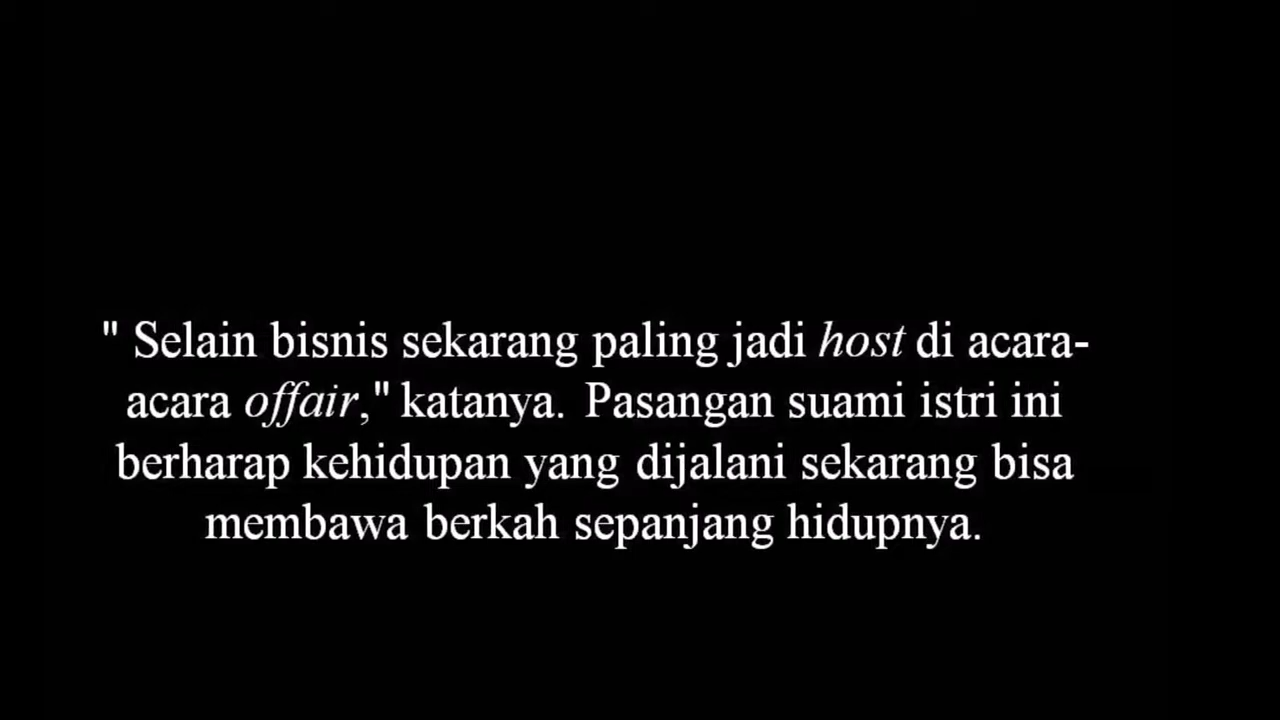 " Selain bisnis sekarang paling jadi host di acara-
acara offair," katanya. Pasangan suami istri ini
berharap kehidupan yang dijalani sekarang bisa
membawa berkah sepanjang hidupnya.